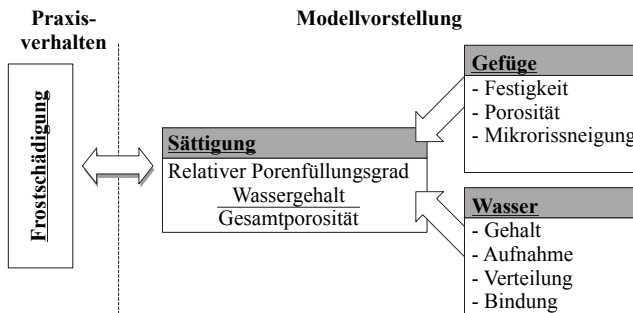 Praxis-
verhalten
Modellvorstellung
Frostschädigung
Sättigung
Relativer Porenfüllungsgrad
Wassergehalt
Gesamtporosität
Gefüge
- Festigkeit
- Porosität
- Mikrorissneigung
Wasser
- Gehalt
- Aufnahme
- Verteilung
- Bindung